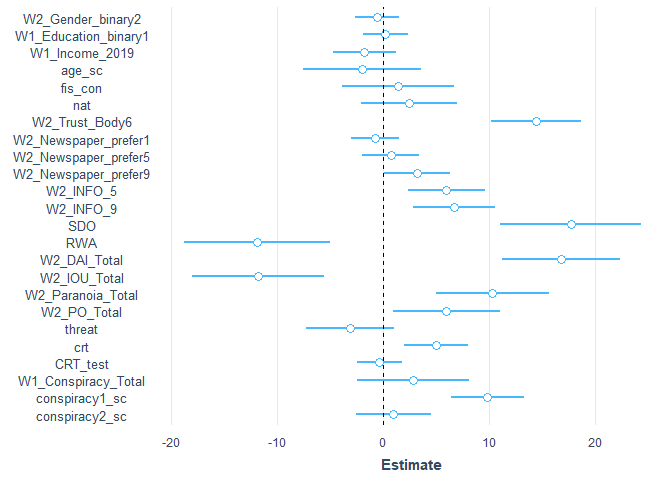 W2_Gender_binary2
W1_Education_binary1
W1_Income_2019
age_sc
fis_con
nat
W2_Trust_Body6
W2_Newspaper_prefer1
W2_Newspaper_prefer5
W2_Newspaper_prefer9
W2_INFO_5
W2_INFO_9
SDO
RWA
W2_DAI_Total
W2_IOU_Total
W2_Paranoia_Total
W2_PO_Total
threat
crt
CRT_test
W1_Conspiracy_Total
conspiracy1_sc
conspiracy2_sc
-20 -10 0 10 20
Estimate